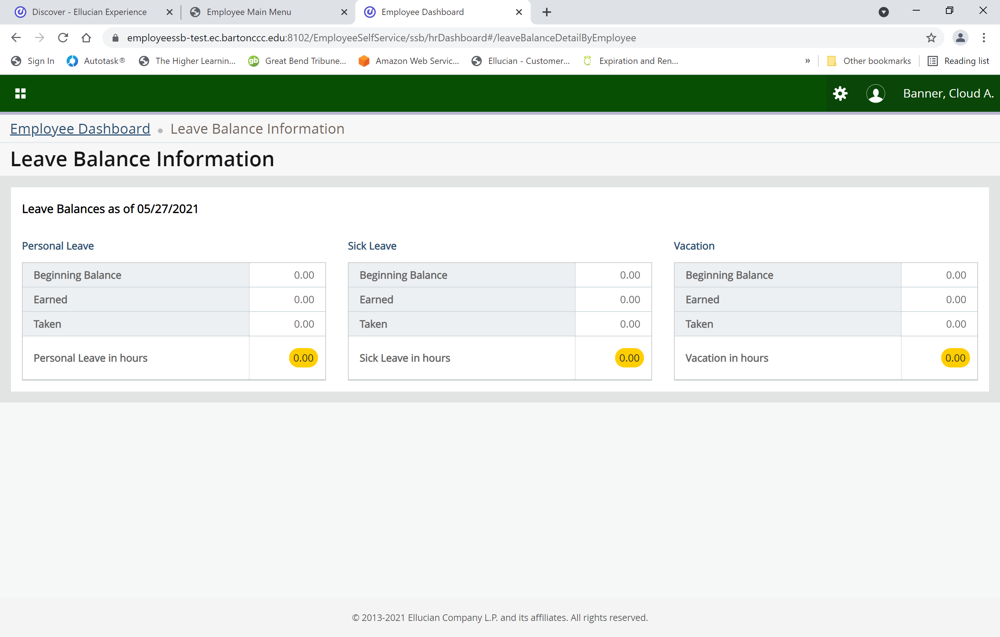 Discover - Ellucian Experience
Employee Main Menu
Employee Dashboard
employeessb-test.ec.bartonccc.edu:8102/EmployeeSelfService/ssb/hrDashboard#/leaveBalanceDetailByEmployee
Sign In
Autotask®
The Higher Learnin...
gb
Great Bend Tribune...
Amazon Web Servic...
Ellucian - Customer...
Expiration and Ren...
»
Other bookmarks
Reading list
Banner, Cloud A.
Employee Dashboard • Leave Balance Information
Leave Balance Information
Leave Balances as of 05/27/2021
Personal Leave
Beginning Balance 0.00
Earned 0.00
Taken 0.00
Personal Leave in hours 0.00
Sick Leave
Beginning Balance 0.00
Earned 0.00
Taken 0.00
Sick Leave in hours 0.00
Vacation
Beginning Balance 0.00
Earned 0.00
Taken 0.00
Vacation in hours 0.00
© 2013-2021 Ellucian Company L.P. and its affiliates. All rights reserved.